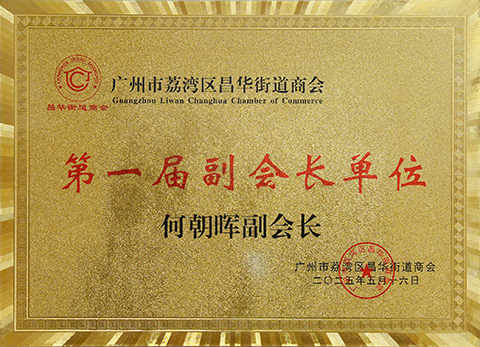 广州市荔湾区昌华街道商会
Guangzhou Liwan Changhua Chamber of Commerce
昌华街道商会
第一届副会长单位
何朝晖副会长
广州市荔湾区昌华街道商会
二〇二五年五月十六日